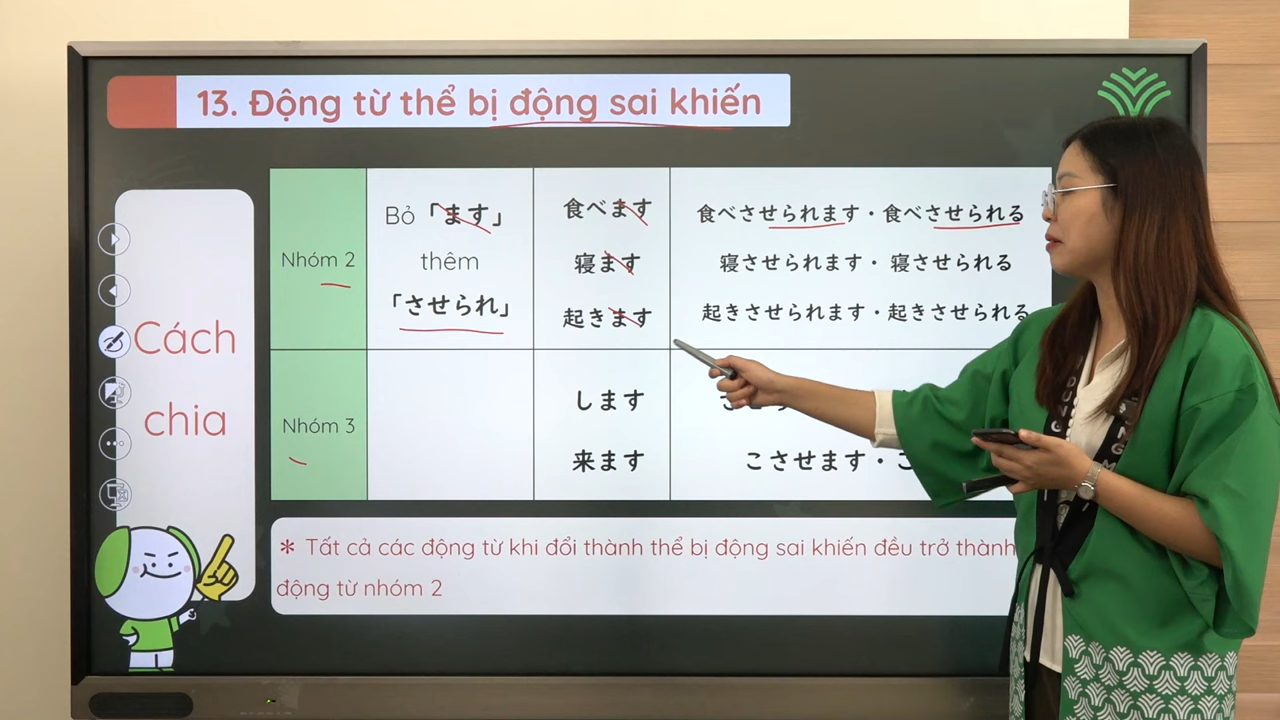 13. Động từ thể bị động sai khiến
Cách
chia
Nhóm 2
Bỏ 「ます」
thêm
「させられ」
食べます
寝ます
起きます
食べさせられます・食べさせられる
寝させられます・ 寝させられる
起きさせられます・起きさせられる
Nhóm 3
します
来ます
こさせます・こ
* Tất cả các động từ khi đổi thành thể bị động sai khiến đều trở thành
động từ nhóm 2
DUNG